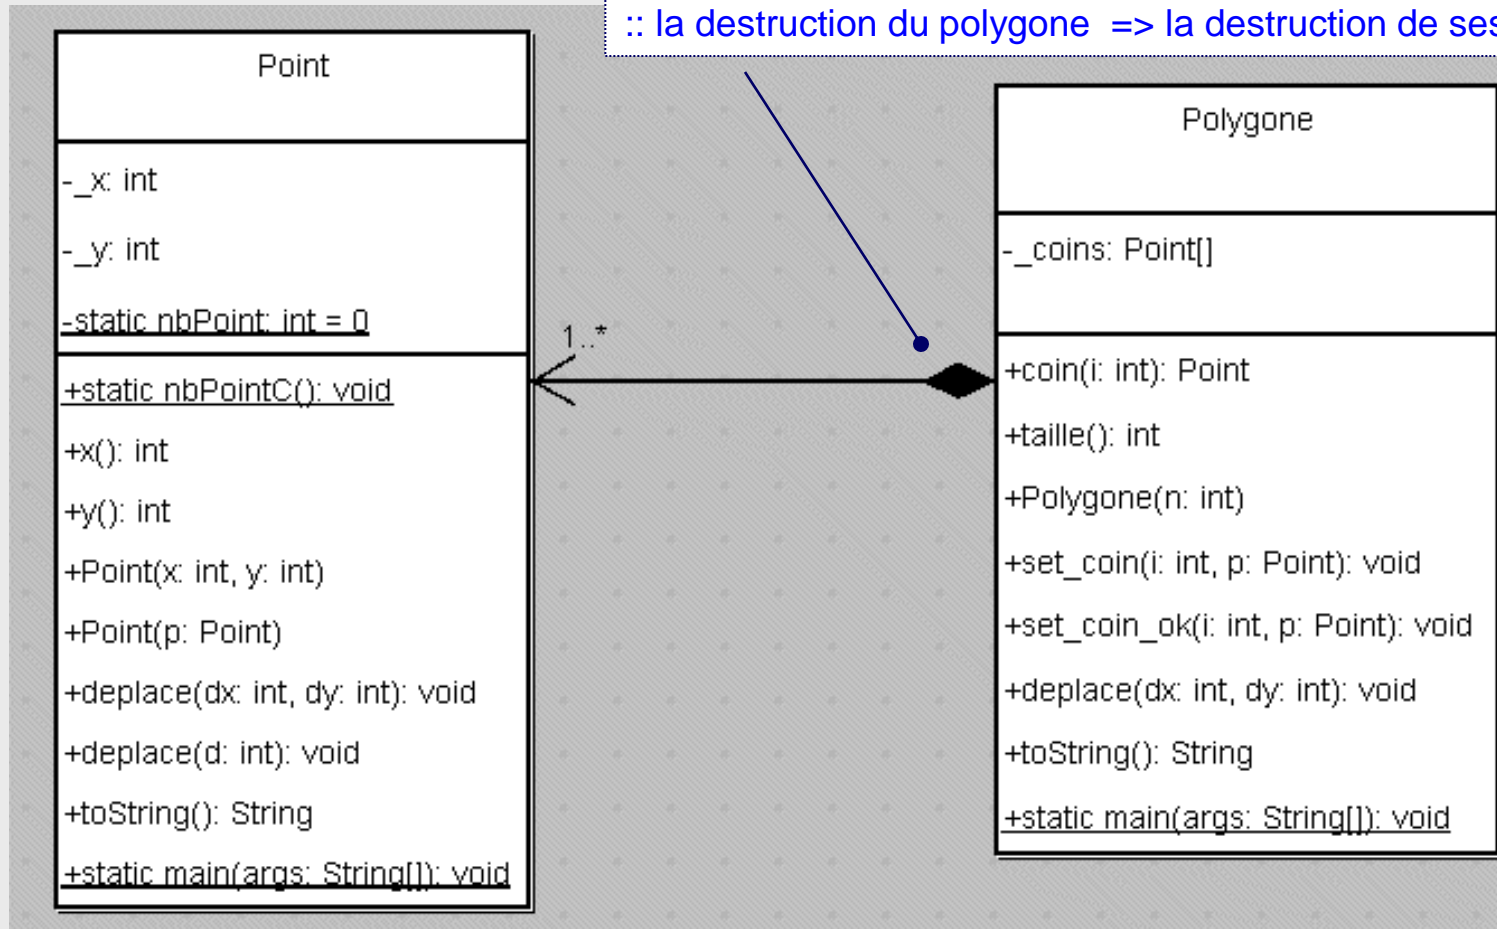 :: la destruction du polygone => la destruction de ses
Point
-_x: int
-_y: int
-static nbPoint: int = 0
+static nbPointC(): void
+x(): int
+y(): int
+Point(x: int, y: int)
+Point(p: Point)
+deplace(dx: int, dy: int): void
+deplace(d: int): void
+toString(): String
+static main(args: String[]): void
1..*
Polygone
-_coins: Point[]
+coin(i: int): Point
+taille(): int
+Polygone(n: int)
+set_coin(i: int, p: Point): void
+set_coin_ok(i: int, p: Point): void
+deplace(dx: int, dy: int): void
+toString(): String
+static main(args: String[]): void